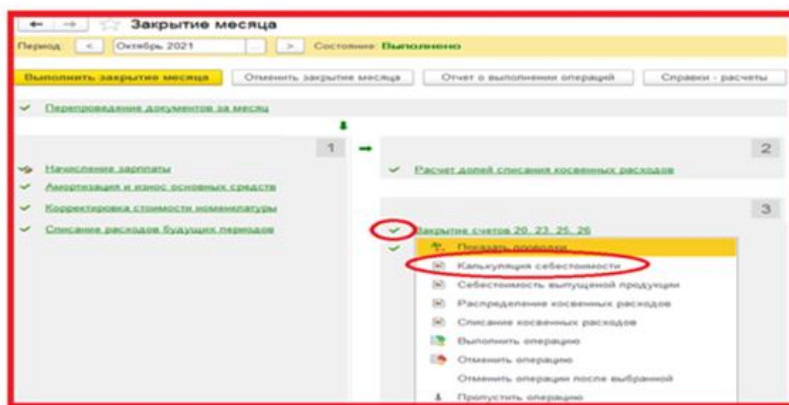 Закрытие месяца
Период: < Октябрь 2021 ... > Состояние: Выполнено
Выполнить закрытие месяца Отменить закрытие месяца Отчет о выполнении операций Справки - расчеты
Перепроведение документов за месяц
1 2
Начисление зарплаты Расчет долей списания косвенных расходов
Амортизация и износ основных средств
Корректировка стоимости номенклатуры 3
Списание расходов будущих периодов Закрытие счетов 20, 23, 25, 26
Показать проводки
Калькуляция себестоимости
Себестоимость выпущеной продукции
Распределение косвенных расходов
Списание косвенных расходов
Выполнить операцию
Отменить операцию
Отменить операции после выбранной
Пропустить операцию